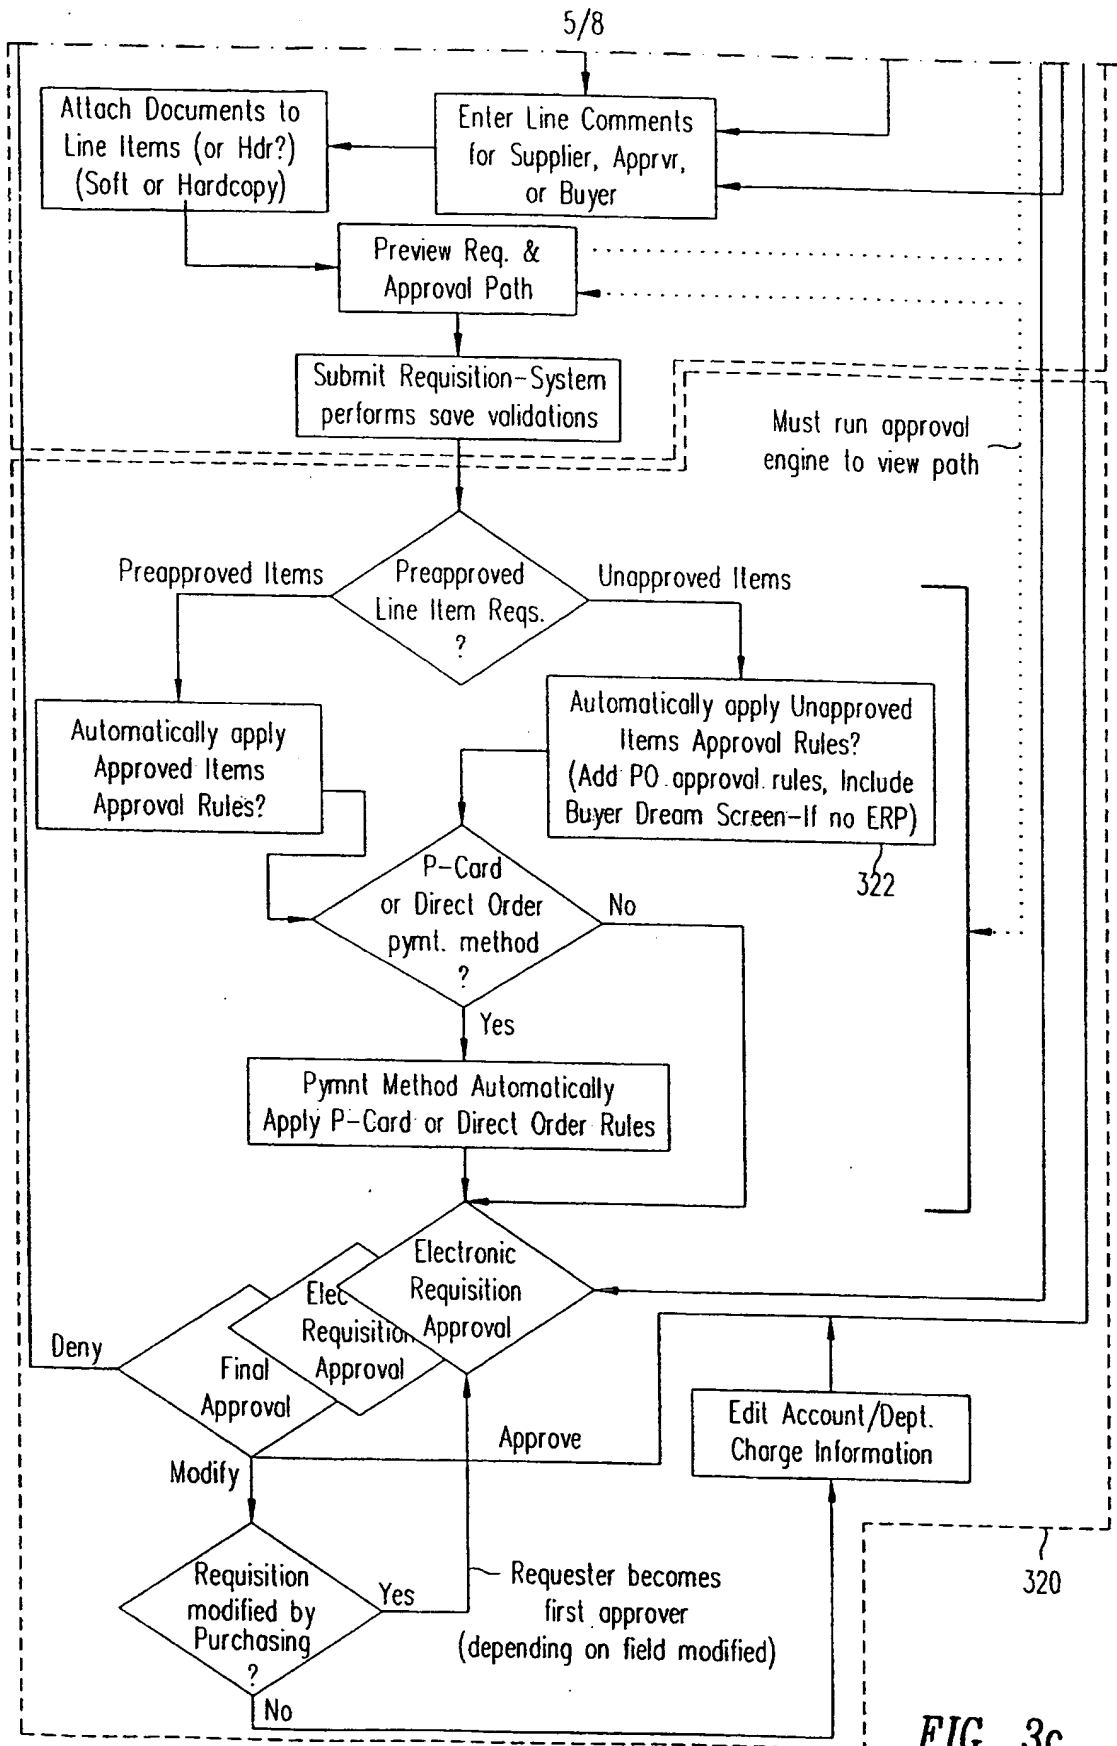 5/8
Attach Documents to
Line Items (or Hdr?)
(Soft or Hardcopy)
Enter Line Comments
for Supplier, Apprvr,
or Buyer
Preview Req. &
Approval Path
Submit Requisition-System
performs save validations
Must run approval
engine to view path
Preapproved Items
Preapproved
Line Item Reqs.
?
Unapproved Items
Automatically apply
Approved Items
Approval Rules?
Automatically apply Unapproved
Items Approval Rules?
(Add PO approval rules, Include
Buyer Dream Screen-If no ERP)
322
P-Card
or Direct Order
pymt. method
?
No
Yes
Pymnt Method Automatically
Apply P-Card or Direct Order Rules
Electronic
Requisition
Approval
Elec
Requisition
Approval
Final
Approval
Deny
Approve
Modify
Edit Account/Dept.
Charge Information
Requisition
modified by
Purchasing
?
Yes
Requester becomes
first approver
(depending on field modified)
No
320
FIG. 3c